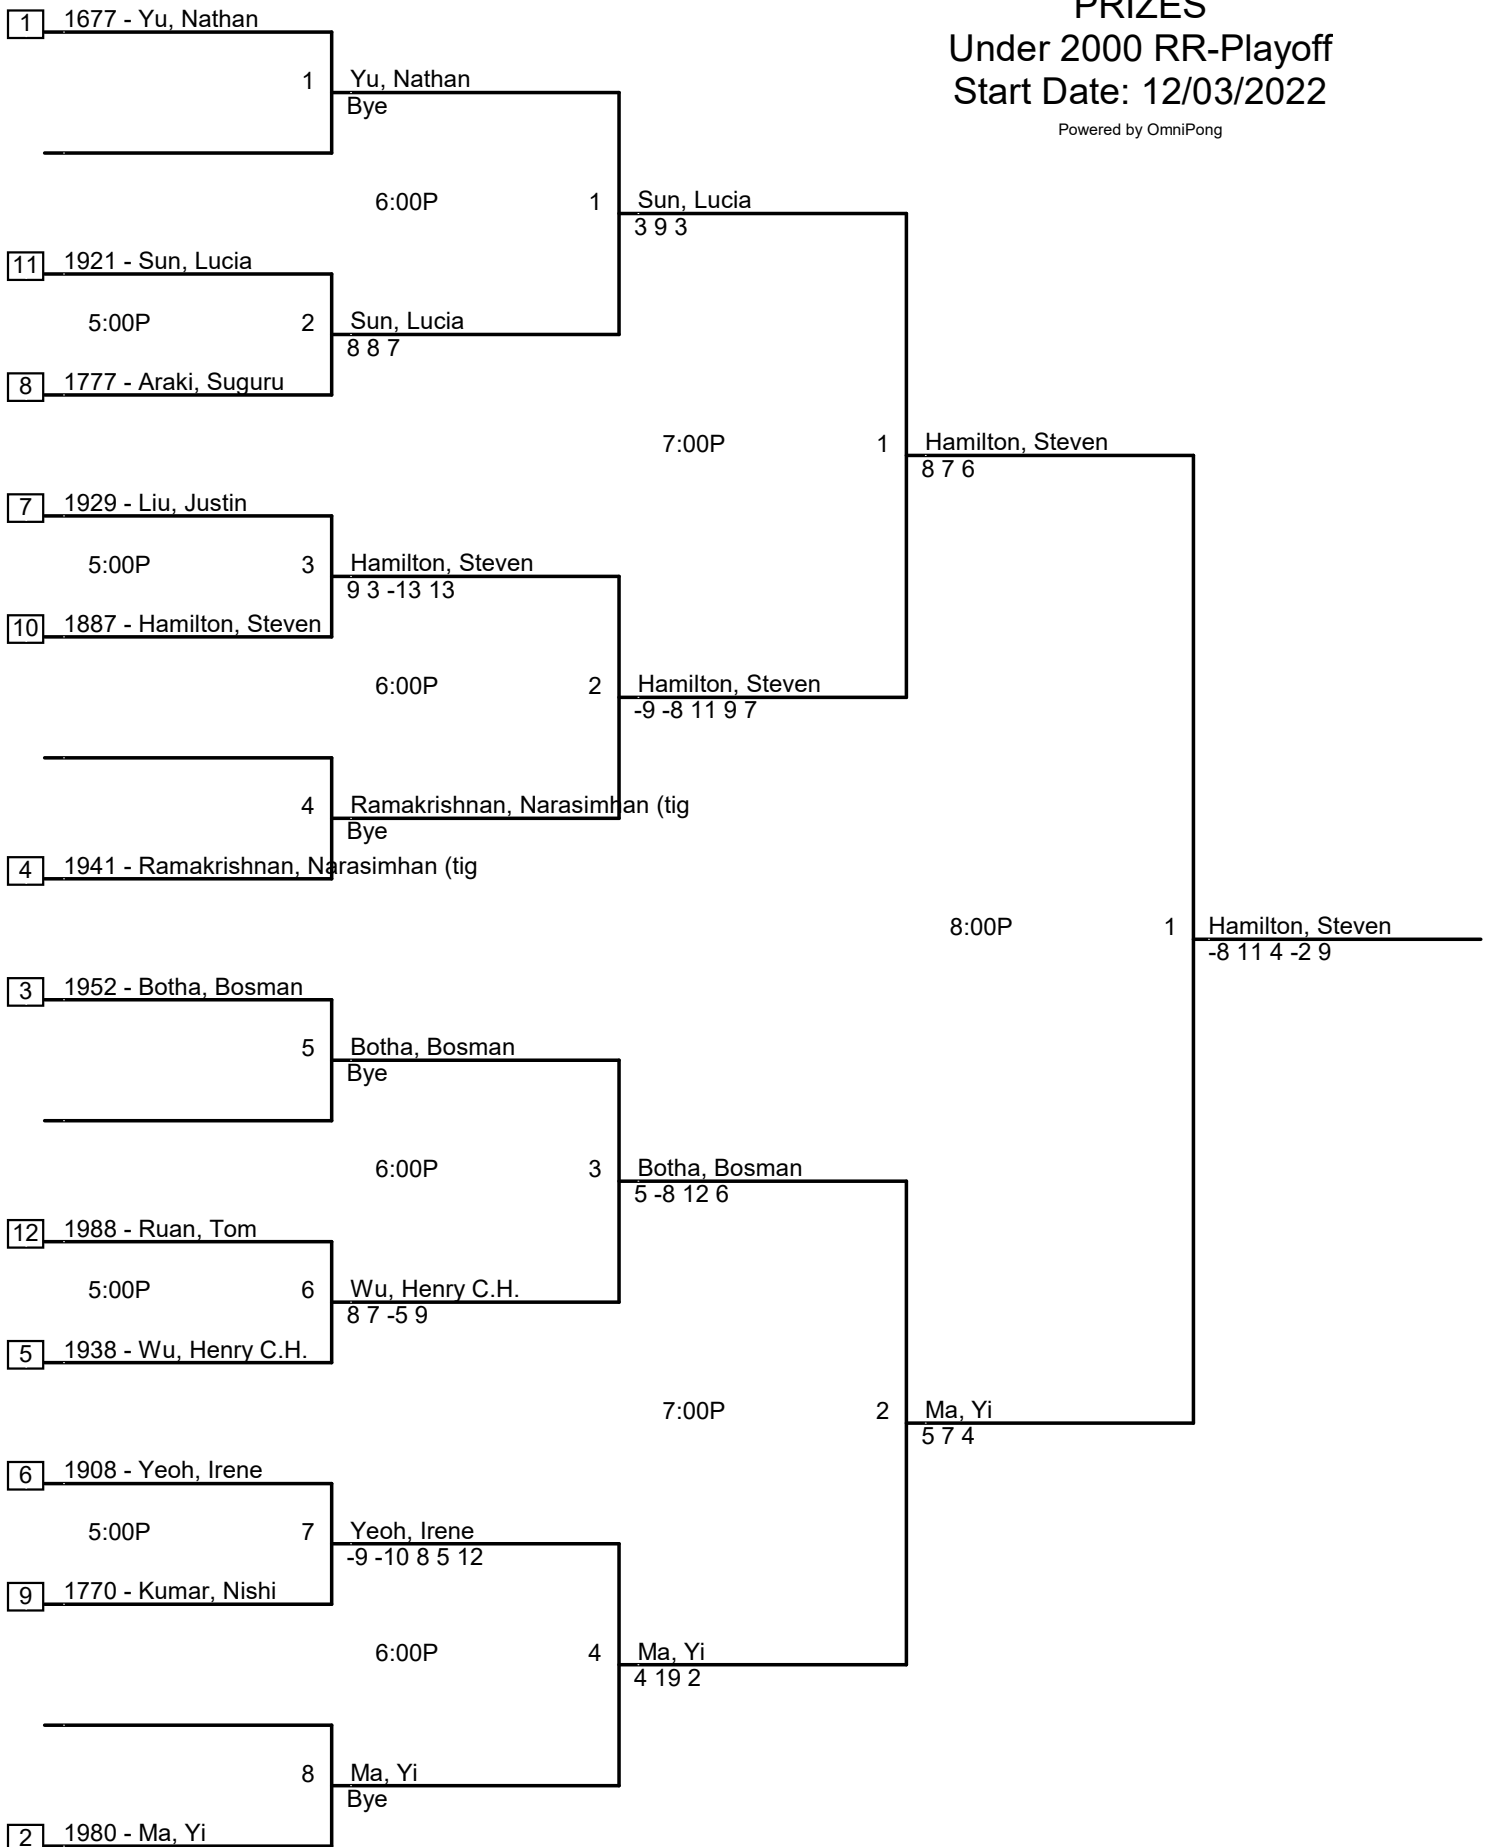 PRIZES
Under 2000 RR-Playoff
Start Date: 12/03/2022
Powered by OmniPong
1 1677 - Yu, Nathan
1 Yu, Nathan
Bye
6:00P 1 Sun, Lucia
3 9 3
11 1921 - Sun, Lucia
5:00P 2 Sun, Lucia
8 8 7
8 1777 - Araki, Suguru
7:00P 1 Hamilton, Steven
8 7 6
7 1929 - Liu, Justin
5:00P 3 Hamilton, Steven
9 3 -13 13
10 1887 - Hamilton, Steven
6:00P 2 Hamilton, Steven
-9 -8 11 9 7
4 Ramakrishnan, Narasimhan (tig
Bye
4 1941 - Ramakrishnan, Narasimhan (tig
8:00P 1 Hamilton, Steven
-8 11 4 -2 9
3 1952 - Botha, Bosman
5 Botha, Bosman
Bye
6:00P 3 Botha, Bosman
5 -8 12 6
12 1988 - Ruan, Tom
5:00P 6 Wu, Henry C.H.
8 7 -5 9
5 1938 - Wu, Henry C.H.
7:00P 2 Ma, Yi
5 7 4
6 1908 - Yeoh, Irene
5:00P 7 Yeoh, Irene
-9 -10 8 5 12
9 1770 - Kumar, Nishi
6:00P 4 Ma, Yi
4 19 2
8 Ma, Yi
Bye
2 1980 - Ma, Yi